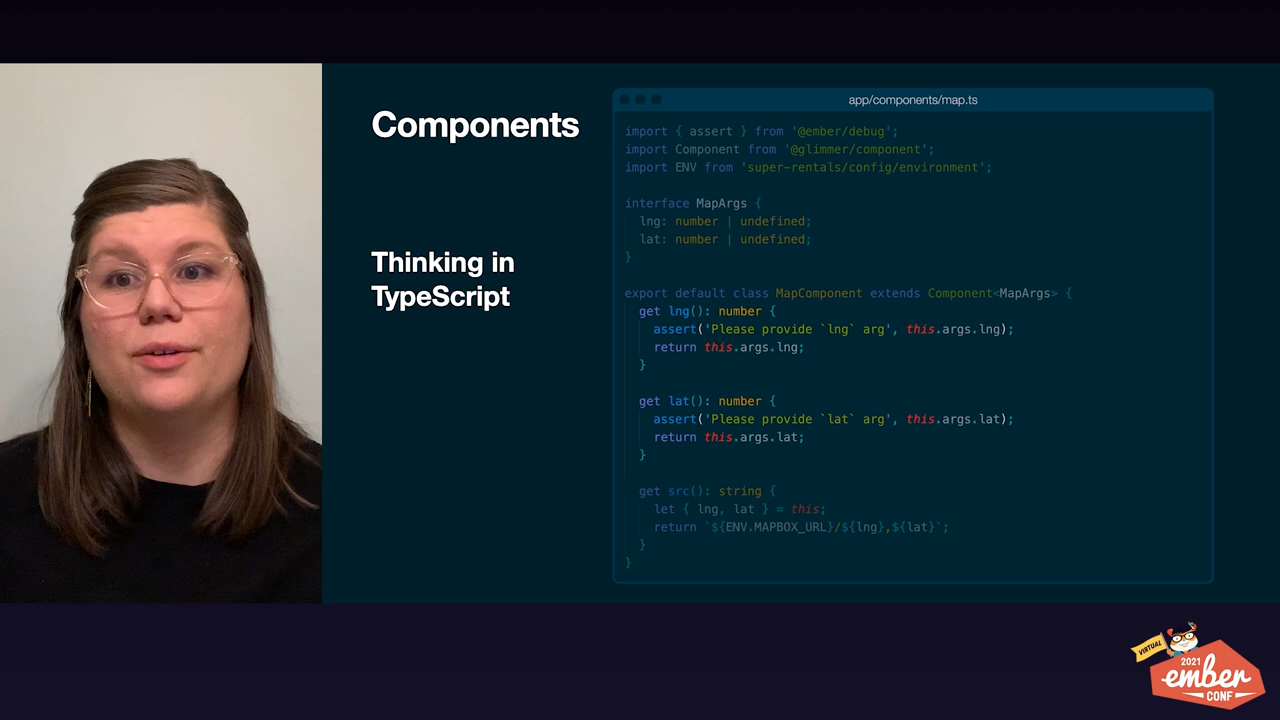 Components
Thinking in
TypeScript
app/components/map.ts
import { assert } from '@ember/debug';
import Component from '@glimmer/component';
import ENV from 'super-rentals/config/environment';
interface MapArgs {
  lng: number | undefined;
  lat: number | undefined;
}
export default class MapComponent extends Component<MapArgs> {
  get lng(): number {
    assert('Please provide `lng` arg', this.args.lng);
    return this.args.lng;
  }
  get lat(): number {
    assert('Please provide `lat` arg', this.args.lat);
    return this.args.lat;
  }
  get src(): string {
    let { lng, lat } = this;
    return `${ENV.MAPBOX_URL}/${lng},${lat}`;
  }
}
VIRTUAL
2021
ember
CONF